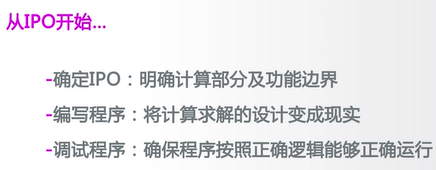 从IPO开始...
-确定IPO：明确计算部分及功能边界
-编写程序：将计算求解的设计变成现实
-调试程序：确保程序按照正确逻辑能够正确运行